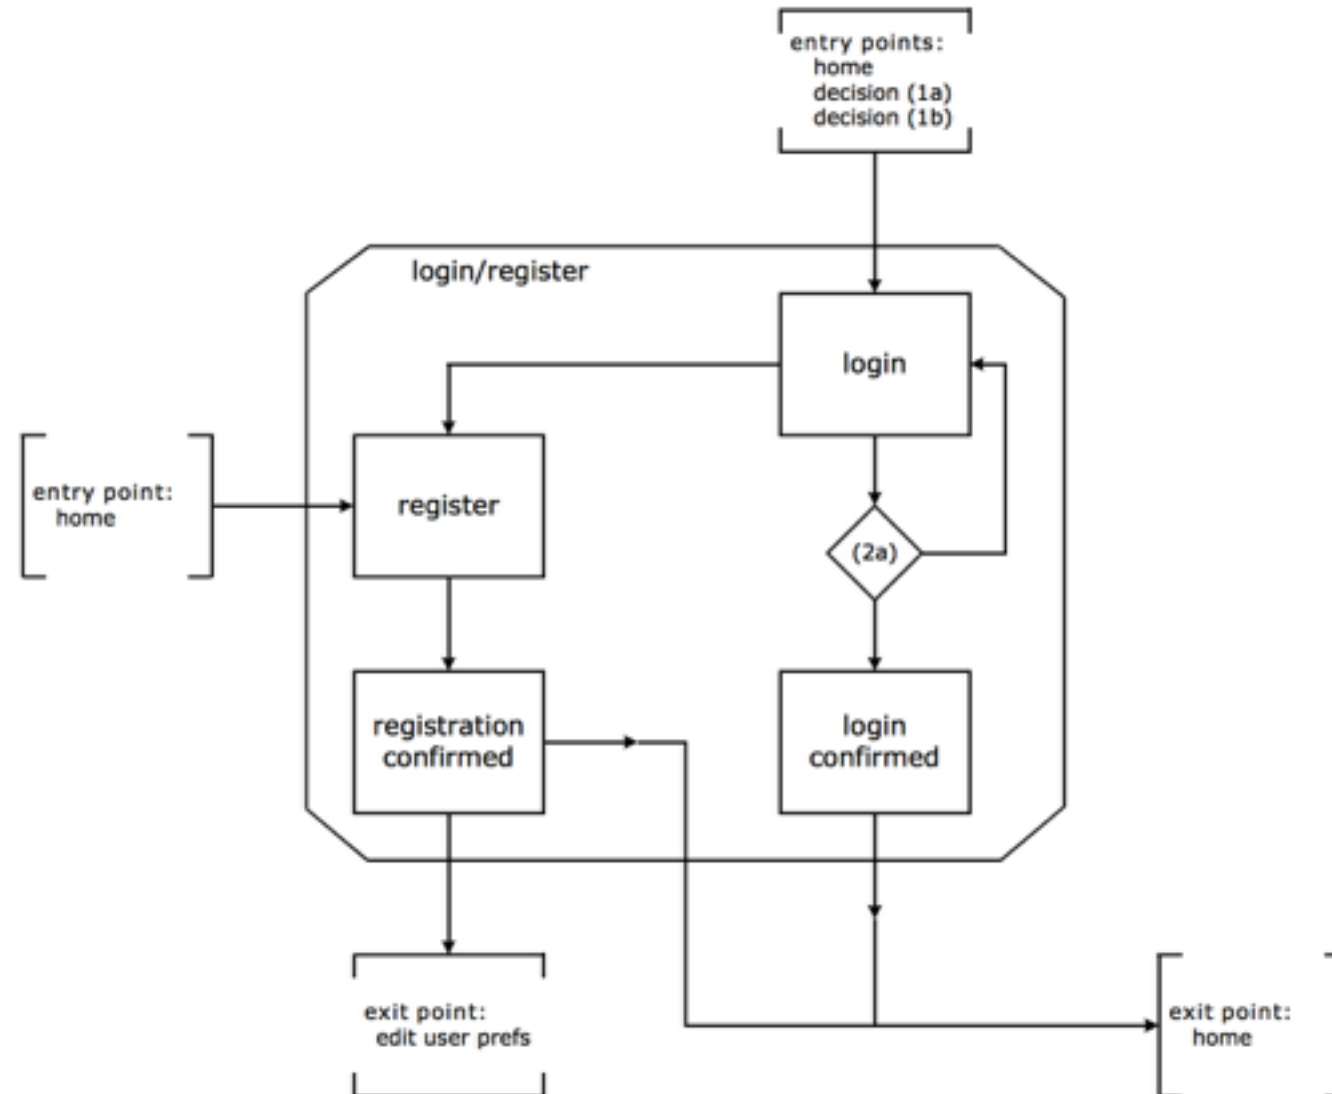 entry points:
home
decision (1a)
decision (1b)
login/register
login
entry point:
home
register
(2a)
registration
confirmed
login
confirmed
exit point:
edit user prefs
exit point:
home